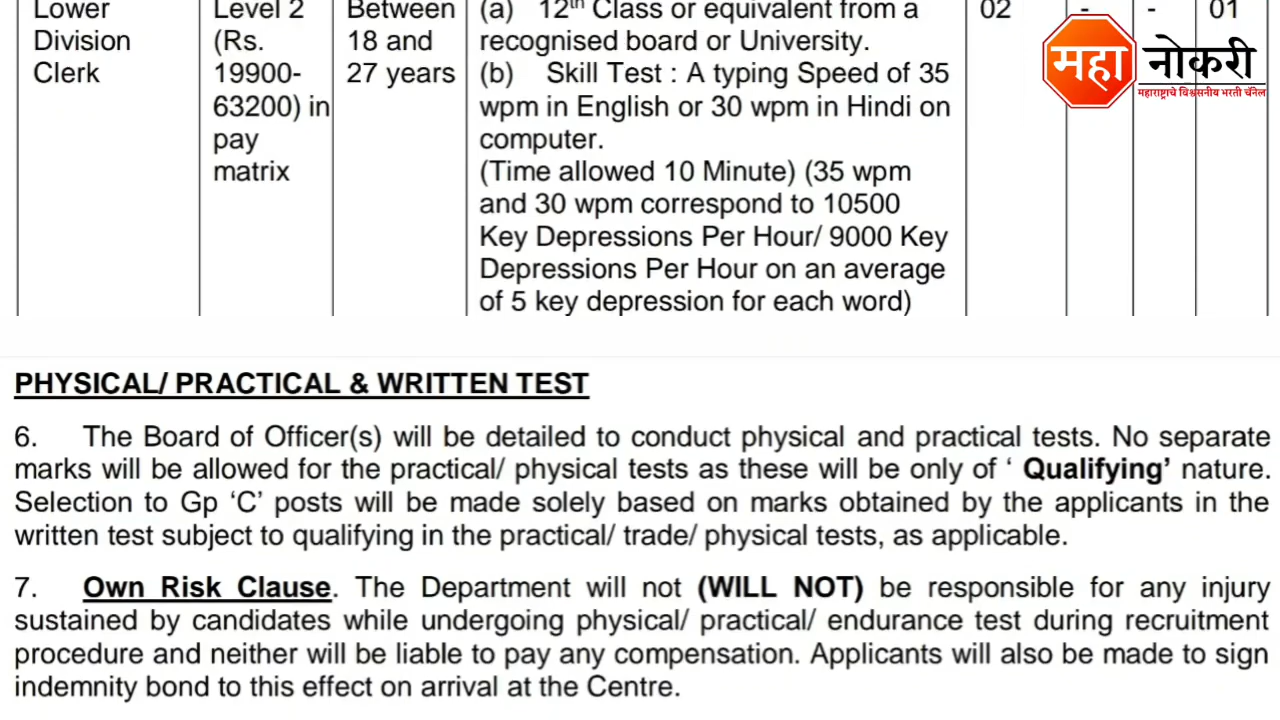 Lower Level 2 Between (a) 12th Class or equivalent from a 02 - - 01
Division (Rs. 18 and recognised board or University.
Clerk 19900- 27 years (b) Skill Test : A typing Speed of 35
63200) in wpm in English or 30 wpm in Hindi on
pay computer.
matrix (Time allowed 10 Minute) (35 wpm
and 30 wpm correspond to 10500
Key Depressions Per Hour/ 9000 Key
Depressions Per Hour on an average
of 5 key depression for each word)
महा नोकरी
महाराष्ट्राचे विश्वसनीय भरती चॅनेल
PHYSICAL/ PRACTICAL & WRITTEN TEST
6. The Board of Officer(s) will be detailed to conduct physical and practical tests. No separate
marks will be allowed for the practical/ physical tests as these will be only of ‘ Qualifying’ nature.
Selection to Gp ‘C’ posts will be made solely based on marks obtained by the applicants in the
written test subject to qualifying in the practical/ trade/ physical tests, as applicable.
7. Own Risk Clause. The Department will not (WILL NOT) be responsible for any injury
sustained by candidates while undergoing physical/ practical/ endurance test during recruitment
procedure and neither will be liable to pay any compensation. Applicants will also be made to sign
indemnity bond to this effect on arrival at the Centre.